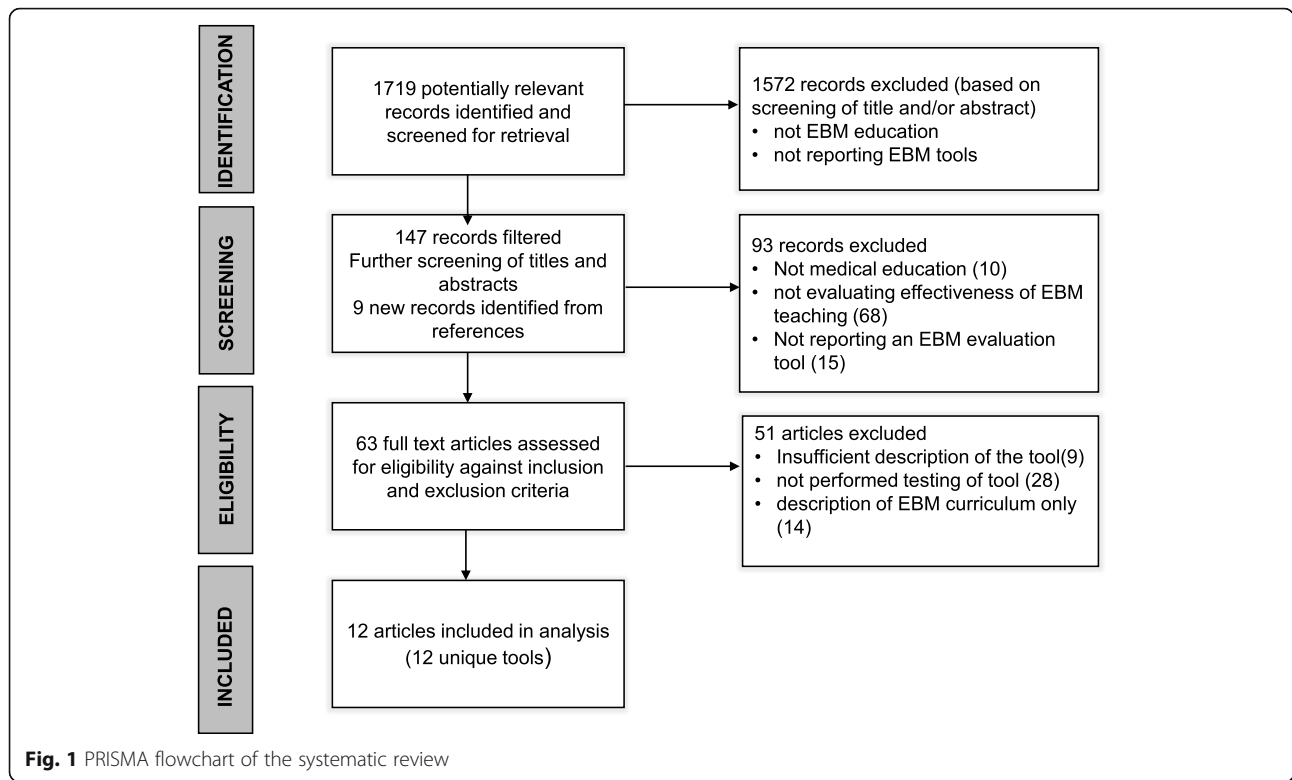 IDENTIFICATION
1719 potentially relevant
records identified and
screened for retrieval
1572 records excluded (based on
screening of title and/or abstract)
• not EBM education
• not reporting EBM tools
SCREENING
147 records filtered
Further screening of titles and
abstracts
9 new records identified from
references
93 records excluded
• Not medical education (10)
• not evaluating effectiveness of EBM
teaching (68)
• Not reporting an EBM evaluation
tool (15)
ELIGIBILITY
63 full text articles assessed
for eligibility against inclusion
and exclusion criteria
51 articles excluded
• Insufficient description of the tool(9)
• not performed testing of tool (28)
• description of EBM curriculum only
(14)
INCLUDED
12 articles included in analysis
(12 unique tools)
Fig. 1 PRISMA flowchart of the systematic review